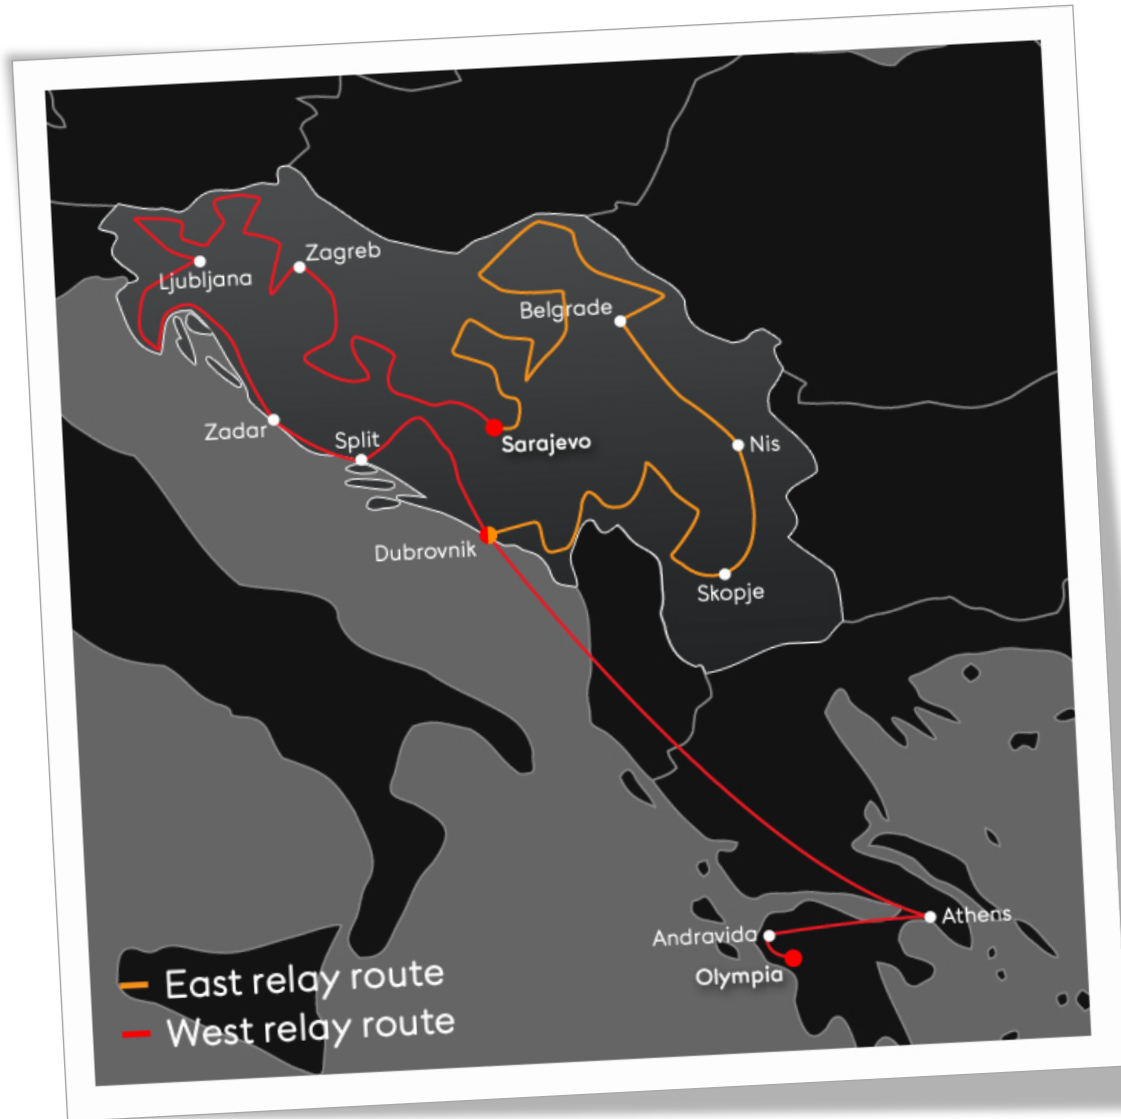 Zagreb
Ljubljana
Belgrade
Zadar
Split
Sarajevo
Nis
Dubrovnik
Skopje
Athens
Andravida
Olympia
East relay route
West relay route